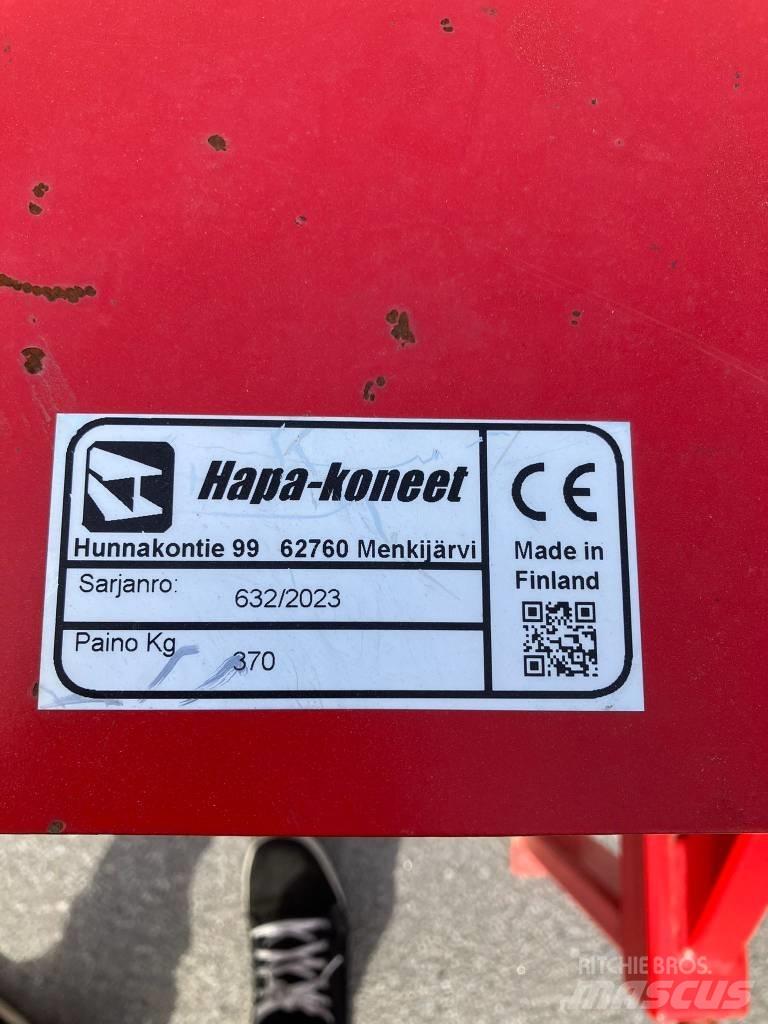 Hapa-koneet
Hunnakontie 99 62760 Menkijärvi
Sarjanro: 632/2023
Paino Kg 370
CE
Made in
Finland
RITCHIE BROS.
MASCUS